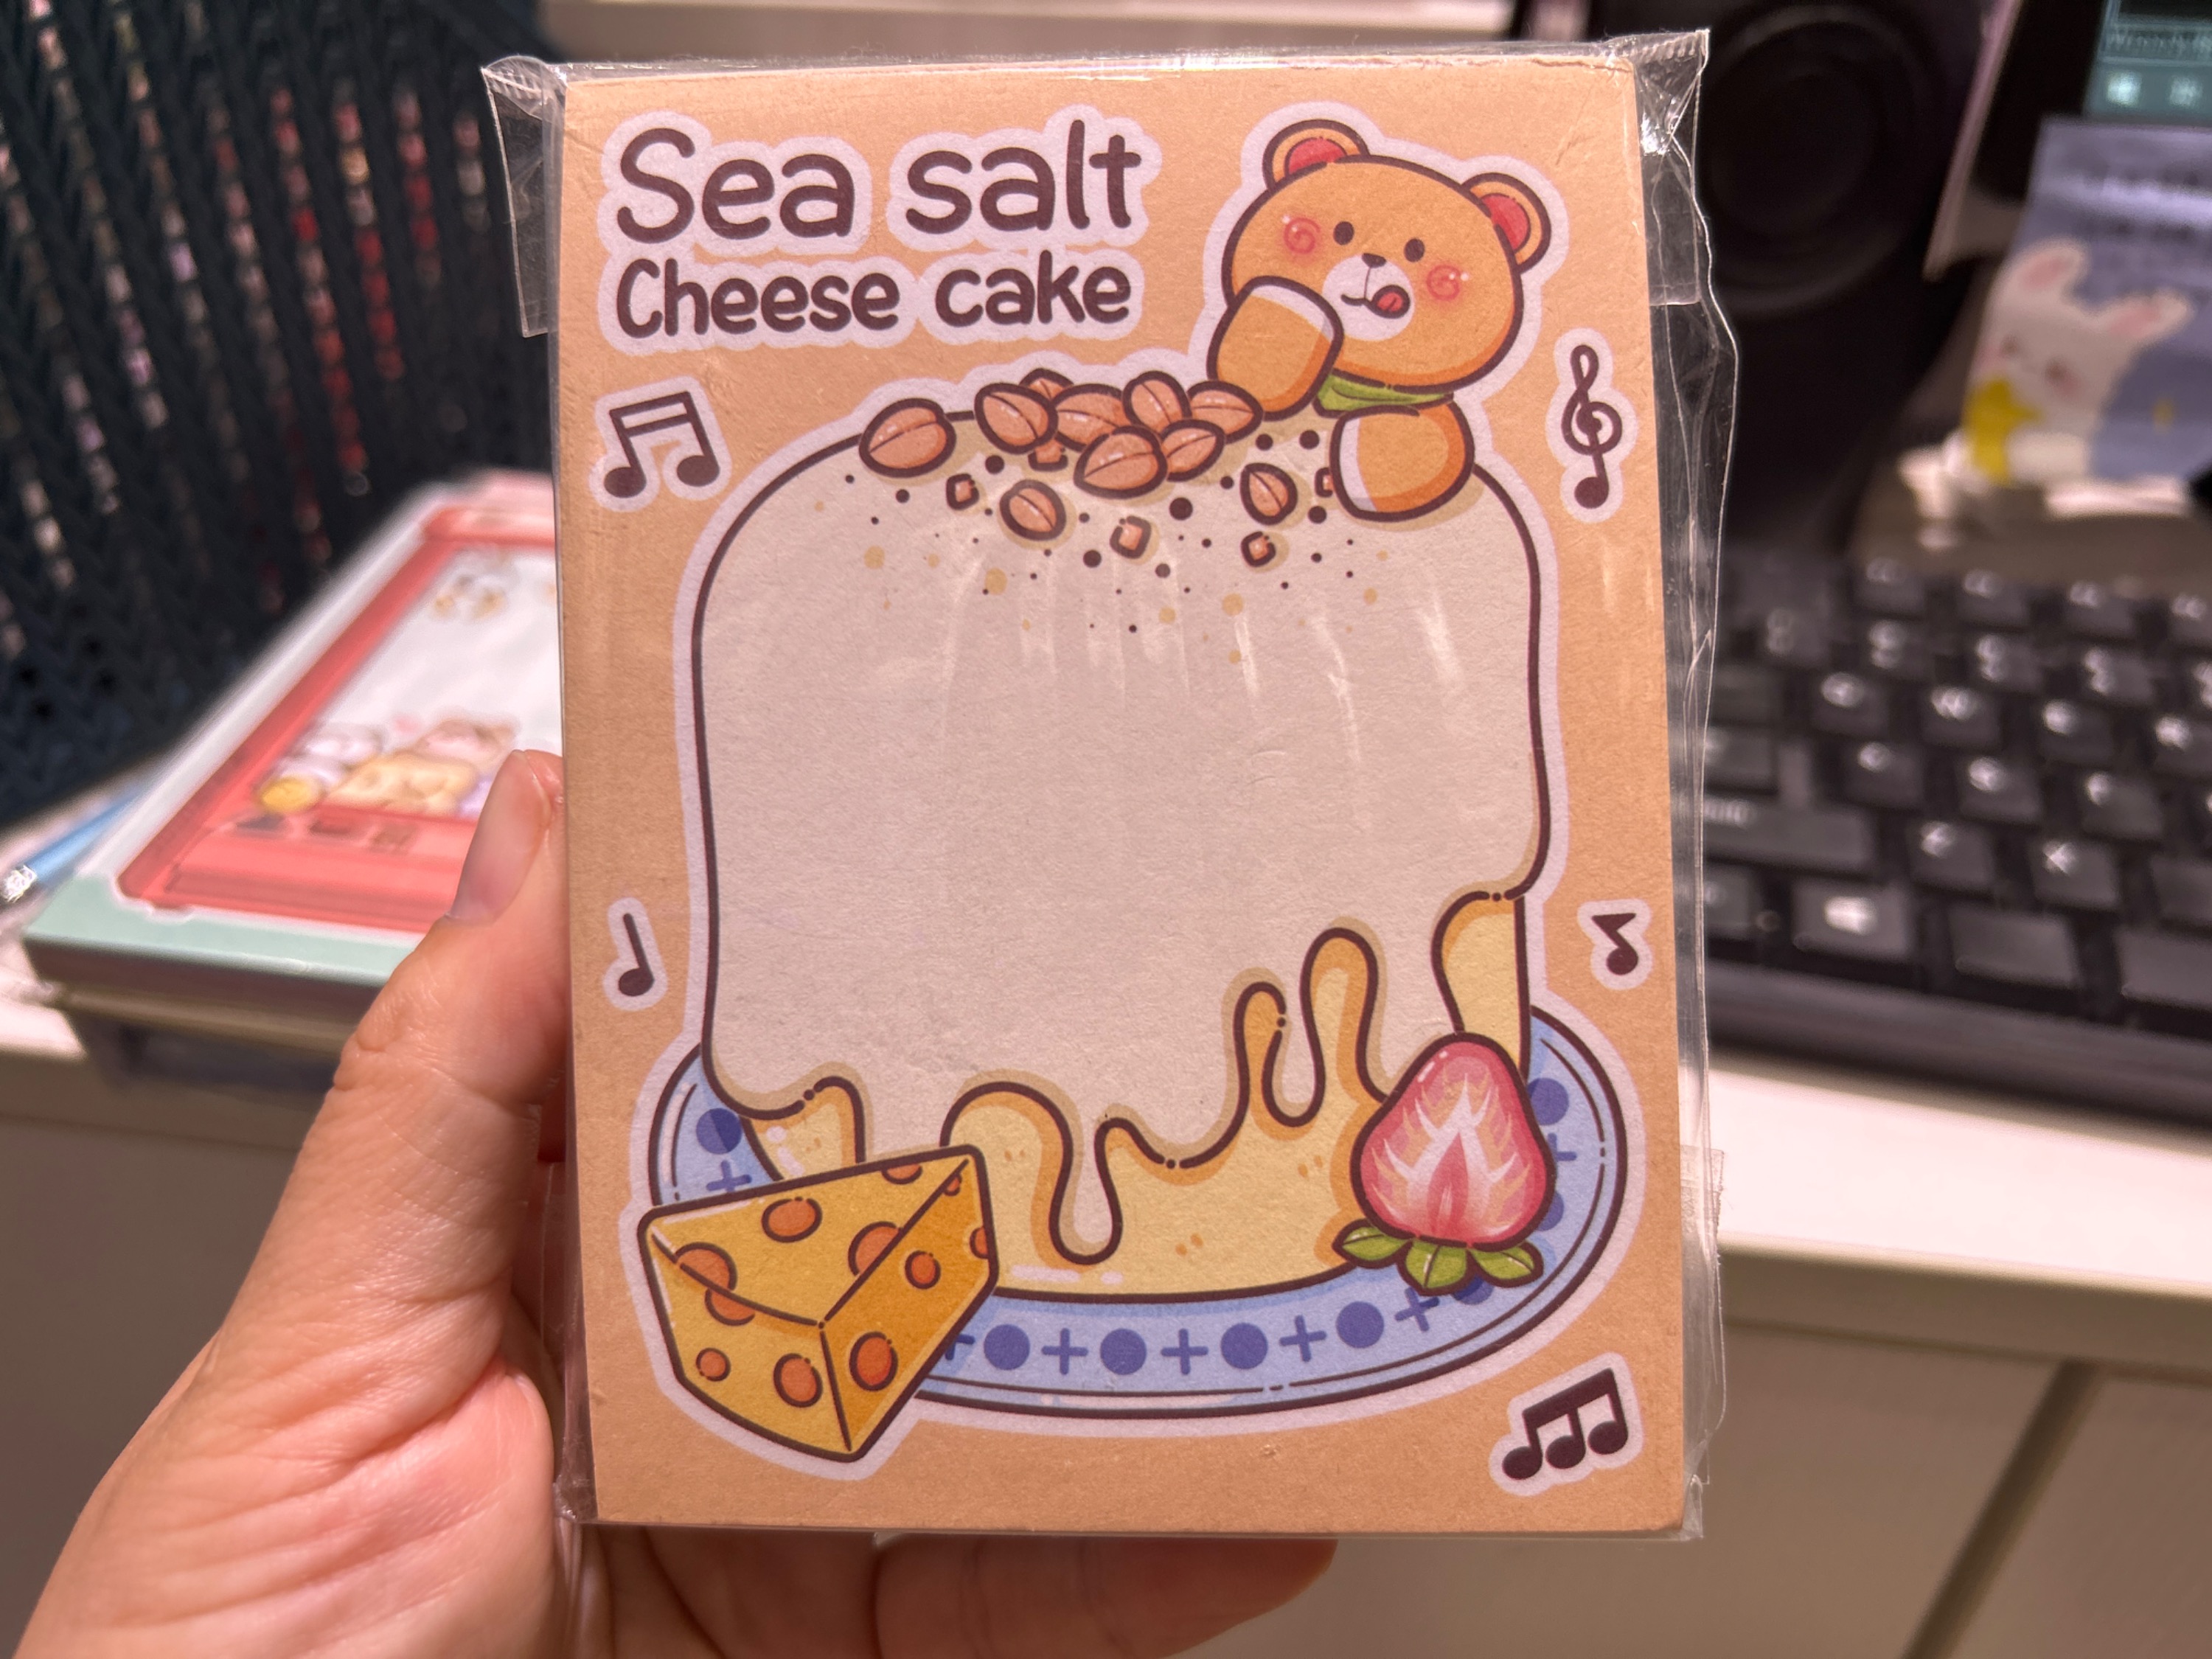 Sea salt
Cheese cake
Q
W
E
Z
X